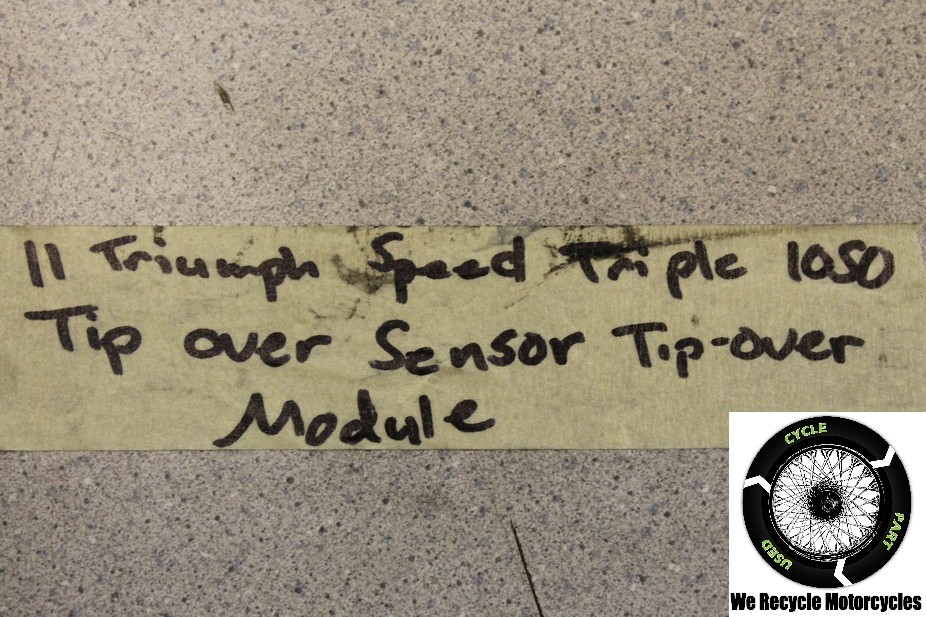 11 Triumph Speed Triple 1050
Tip over Sensor Tip-over
Module
CYCLE
PART
USED
We Recycle Motorcycles